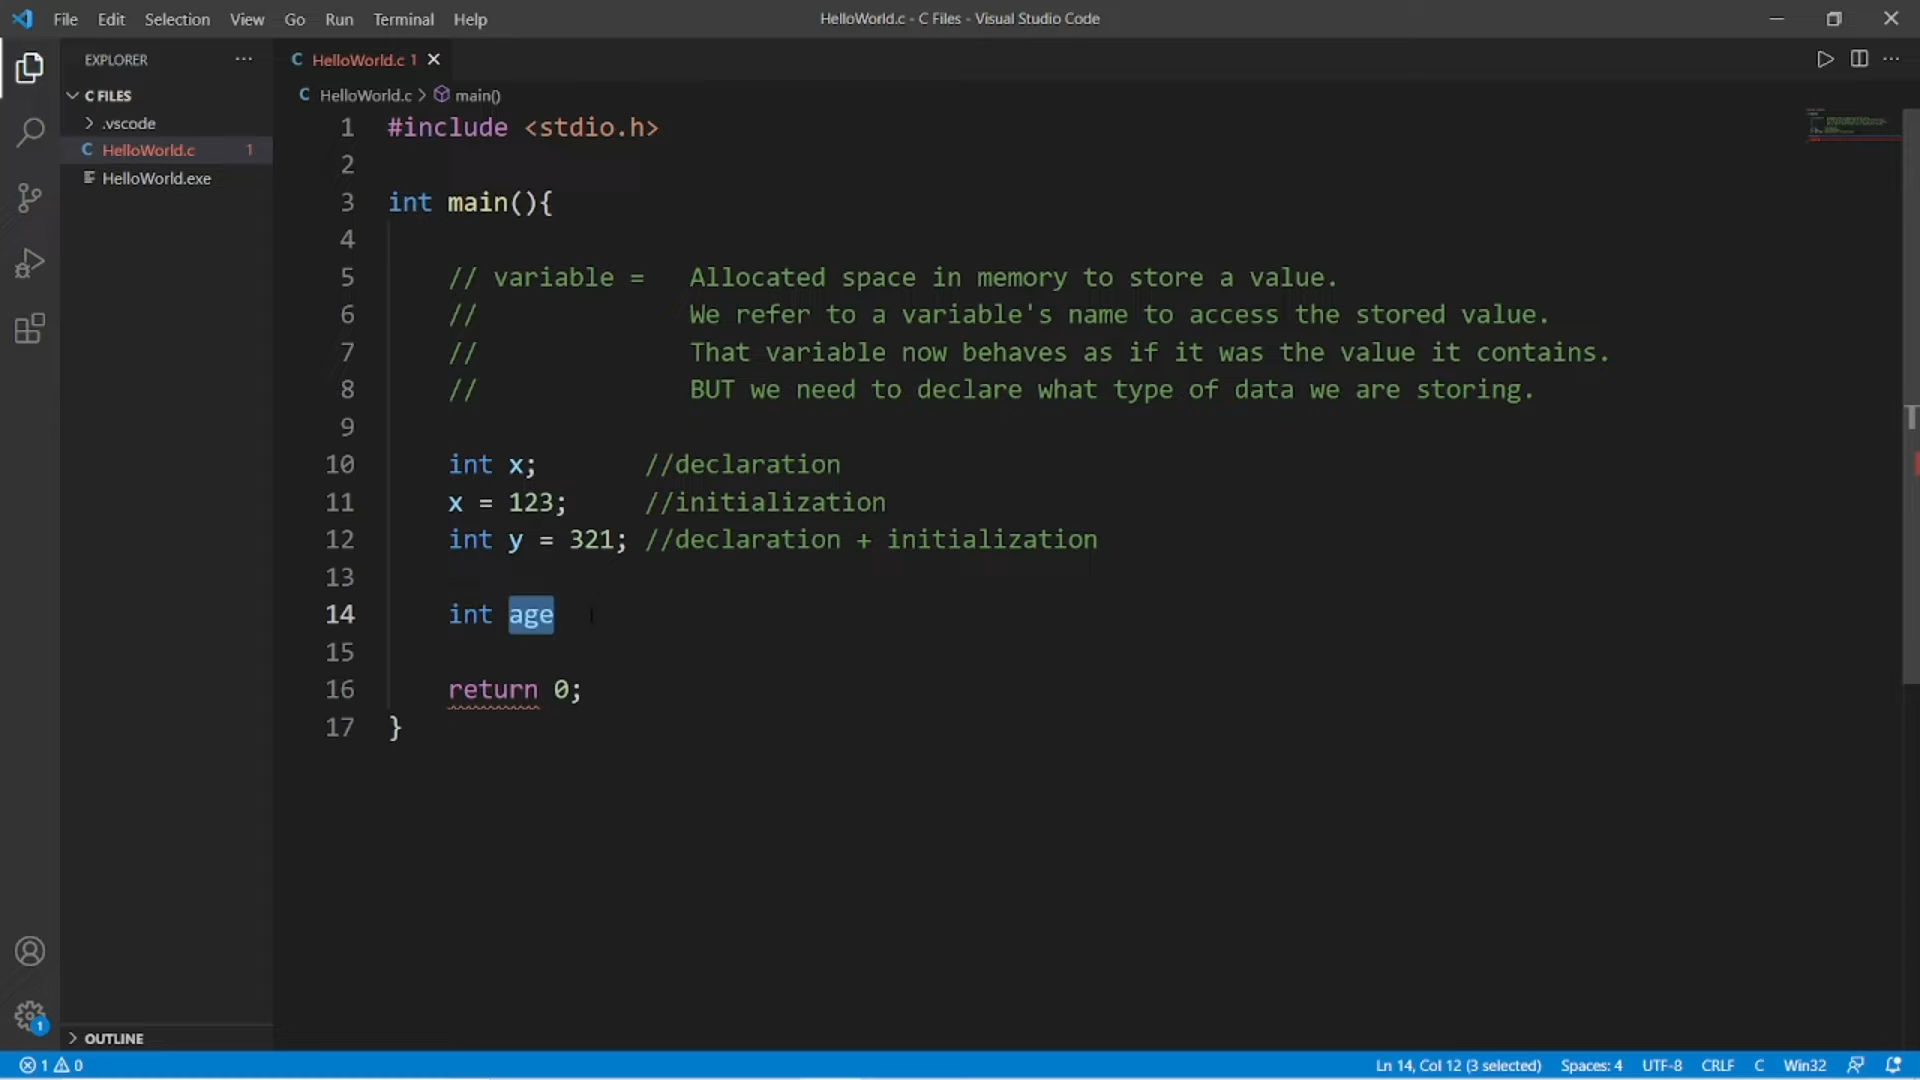 File Edit Selection View Go Run Terminal Help
HelloWorld.c - C Files - Visual Studio Code
EXPLORER ···
C FILES
.vscode
C HelloWorld.c 1
HelloWorld.exe
OUTLINE
C HelloWorld.c 1
C HelloWorld.c > main()
1 #include <stdio.h>
2
3 int main(){
4
5 // variable = Allocated space in memory to store a value.
6 // We refer to a variable's name to access the stored value.
7 // That variable now behaves as if it was the value it contains.
8 // BUT we need to declare what type of data we are storing.
9
10 int x; //declaration
11 x = 123; //initialization
12 int y = 321; //declaration + initialization
13
14 int age
15
16 return 0;
17 }
1
1 0
Ln 14, Col 12 (3 selected) Spaces: 4 UTF-8 CRLF C Win32